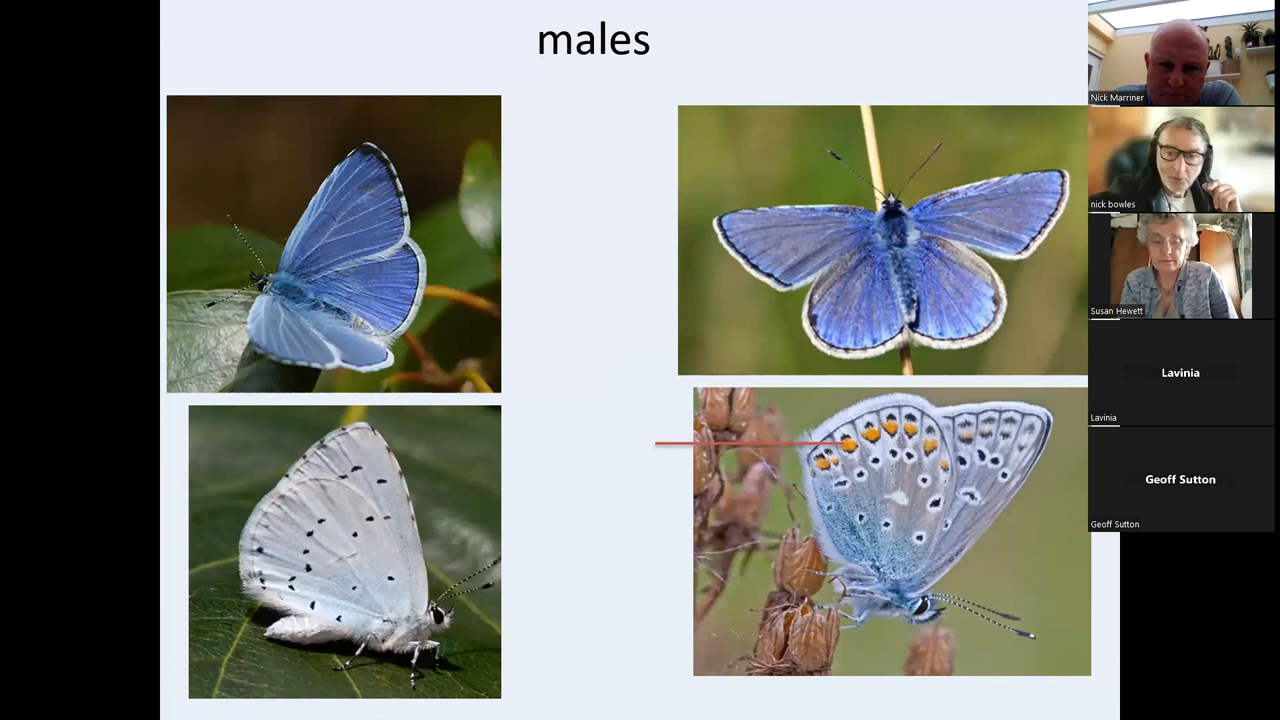 males
Nick Marriner
nick bowles
Susan Hewett
Lavinia
Lavinia
Geoff Sutton
Geoff Sutton